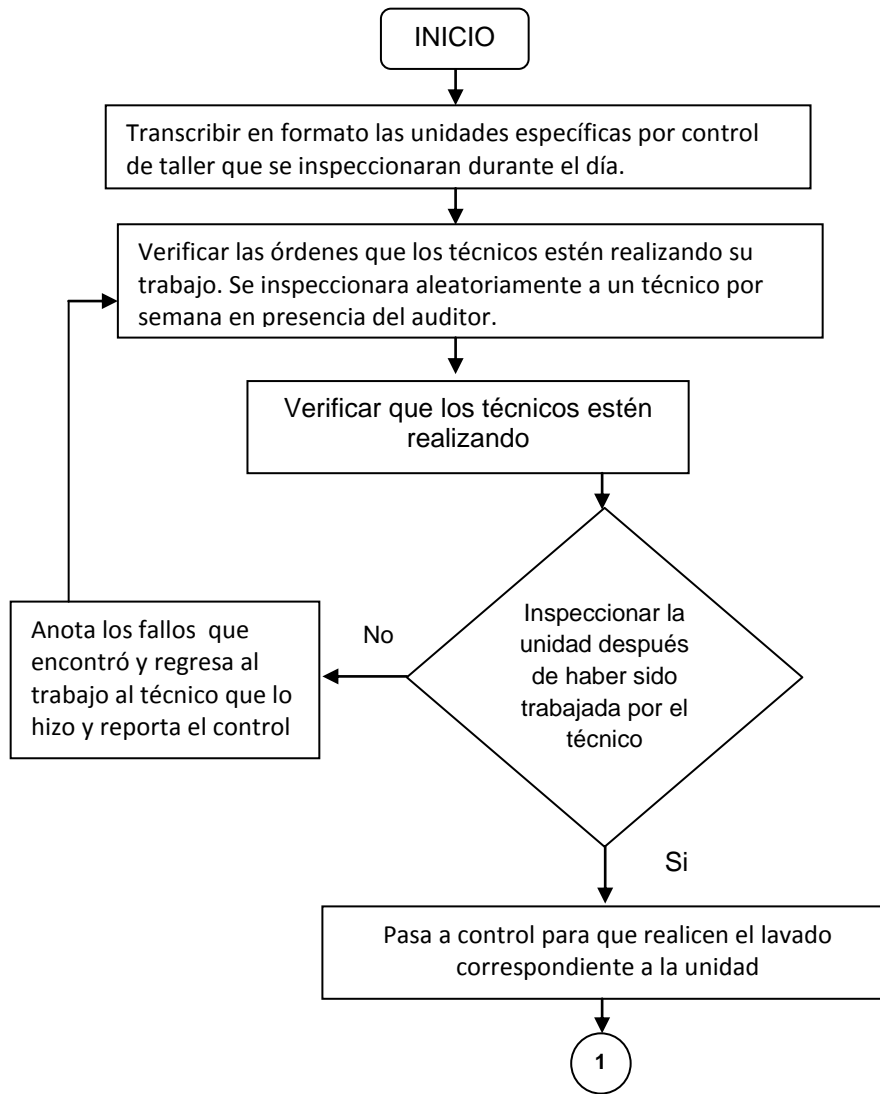 INICIO
Transcribir en formato las unidades específicas por control
de taller que se inspeccionaran durante el día.
Verificar las órdenes que los técnicos estén realizando su
trabajo. Se inspeccionara aleatoriamente a un técnico por
semana en presencia del auditor.
Verificar que los técnicos estén
realizando
Inspeccionar la
unidad después
de haber sido
trabajada por el
técnico
No
Anota los fallos que
encontró y regresa al
trabajo al técnico que lo
hizo y reporta el control
Si
Pasa a control para que realicen el lavado
correspondiente a la unidad
1